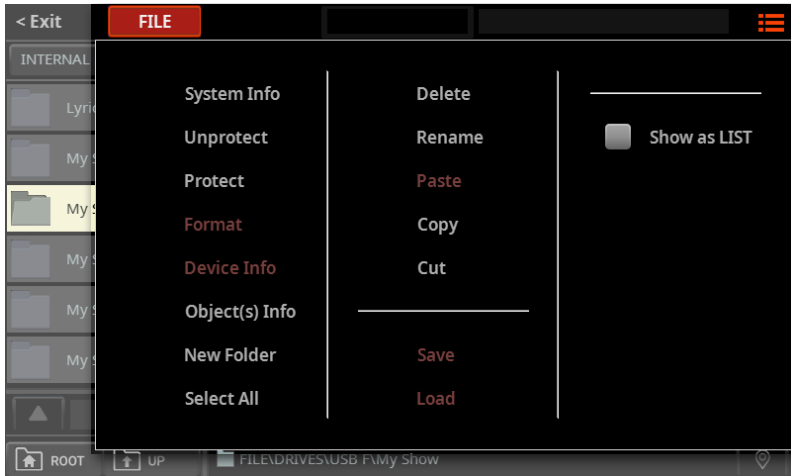 < Exit
FILE
INTERNAL
Lyri
My S
My S
My S
My S
My S
System Info
Unprotect
Protect
Format
Device Info
Object(s) Info
New Folder
Select All
Delete
Rename
Paste
Copy
Cut
Save
Load
Show as LIST
ROOT
UP
FILE\DRIVES\USB F\My Show